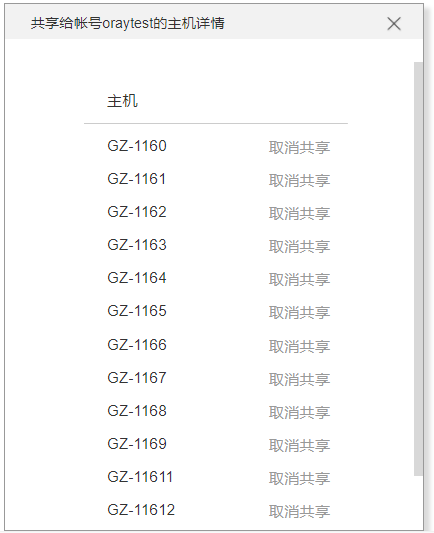 共享给帐号oraytest的主机详情
主机
GZ-1160 取消共享
GZ-1161 取消共享
GZ-1162 取消共享
GZ-1163 取消共享
GZ-1164 取消共享
GZ-1165 取消共享
GZ-1166 取消共享
GZ-1167 取消共享
GZ-1168 取消共享
GZ-1169 取消共享
GZ-11611 取消共享
GZ-11612 取消共享